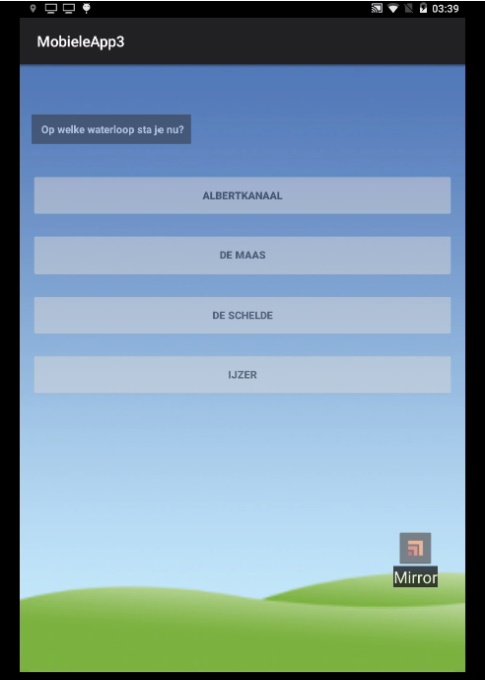 03:39
MobieleApp3
Op welke waterloop sta je nu?
ALBERTKANAAL
DE MAAS
DE SCHELDE
IJZER
Mirror